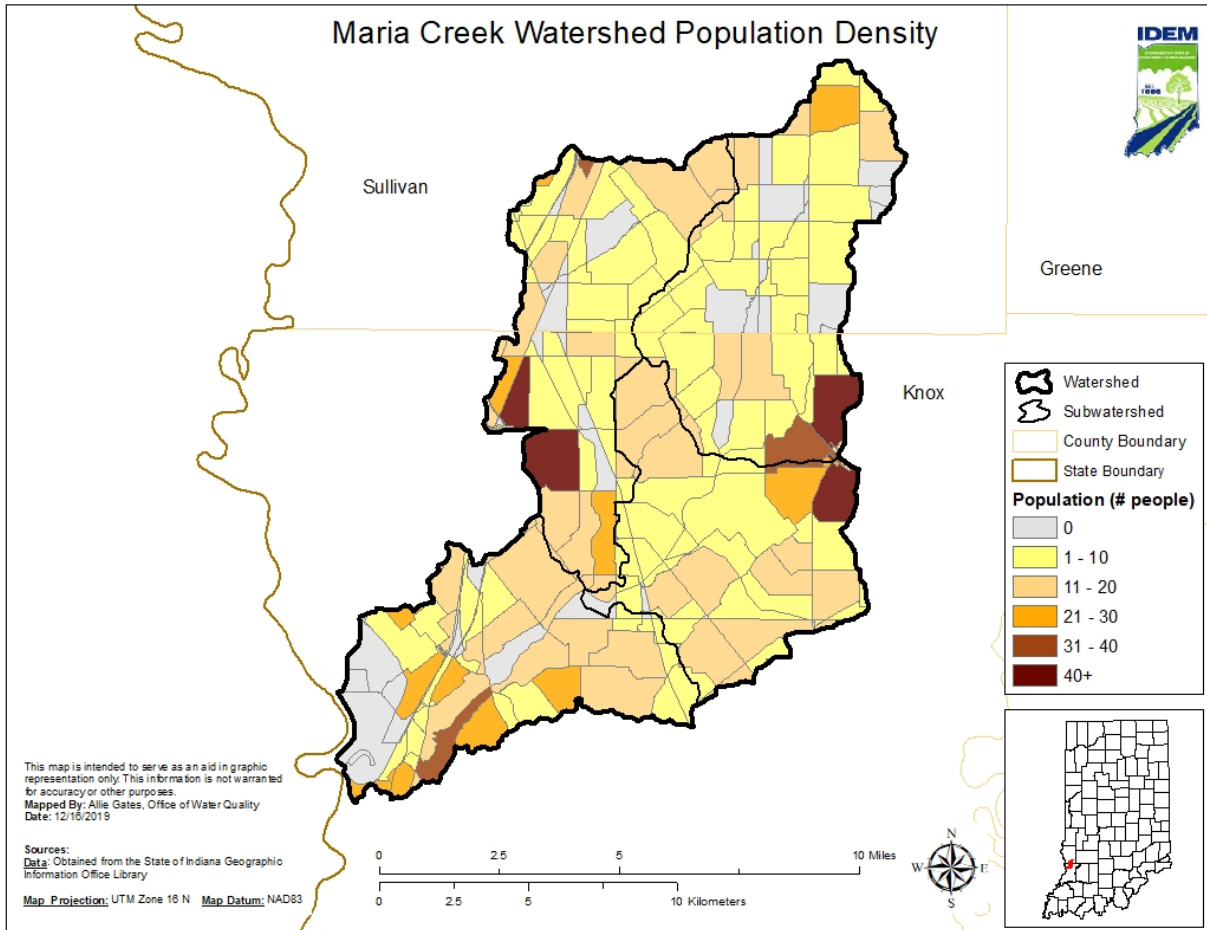 Maria Creek Watershed Population Density
IDEM
Sullivan
Greene
Knox
Watershed
Subwatershed
County Boundary
State Boundary
Population (# people)
0
1 - 10
11 - 20
21 - 30
31 - 40
40+
This map is intended to serve as an aid in graphic
representation only. This information is not warranted
for accuracy or other purposes.
Mapped By: Allie Gates, Office of Water Quality
Date: 12/16/2019
Sources:
Data: Obtained from the State of Indiana Geographic
Information Office Library
Map Projection: UTM Zone 16 N Map Datum: NAD83
0 2.5 5 10 Miles
0 2.5 5 10 Kilometers
N
W E
S